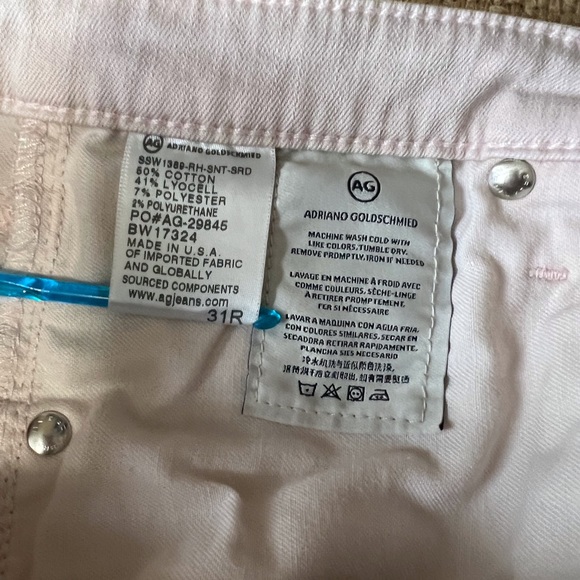 AG ADRIANO GOLDSCHMIED
SSW1389-RH-SNT-SRD
50% COTTON
41% LYOCELL
7% POLYESTER
2% POLYURETHANE
PO#AG-29845
BW17324
MADE IN U.S.A.
OF IMPORTED FABRIC
AND GLOBALLY
SOURCED COMPONENTS
www.agjeans.com
31R
AG
ADRIANO GOLDSCHMIED
MACHINE WASH COLD WITH
LIKE COLORS. TUMBLE DRY.
REMOVE PROMPTLY. IRON IF NEEDED
LAVAGE EN MACHINE À FROID AVEC
COMME COULEURS. SÈCHE-LINGE
À RETIRER PROMPTEMENT.
FER SI NÉCESSAIRE
LAVAR A MAQUINA CON AGUA FRIA.
CON COLORES SIMILARES. SECAR EN
SECADORA RETIRAR RAPIDAMENTE.
PLANCHA SIES NECESARIO